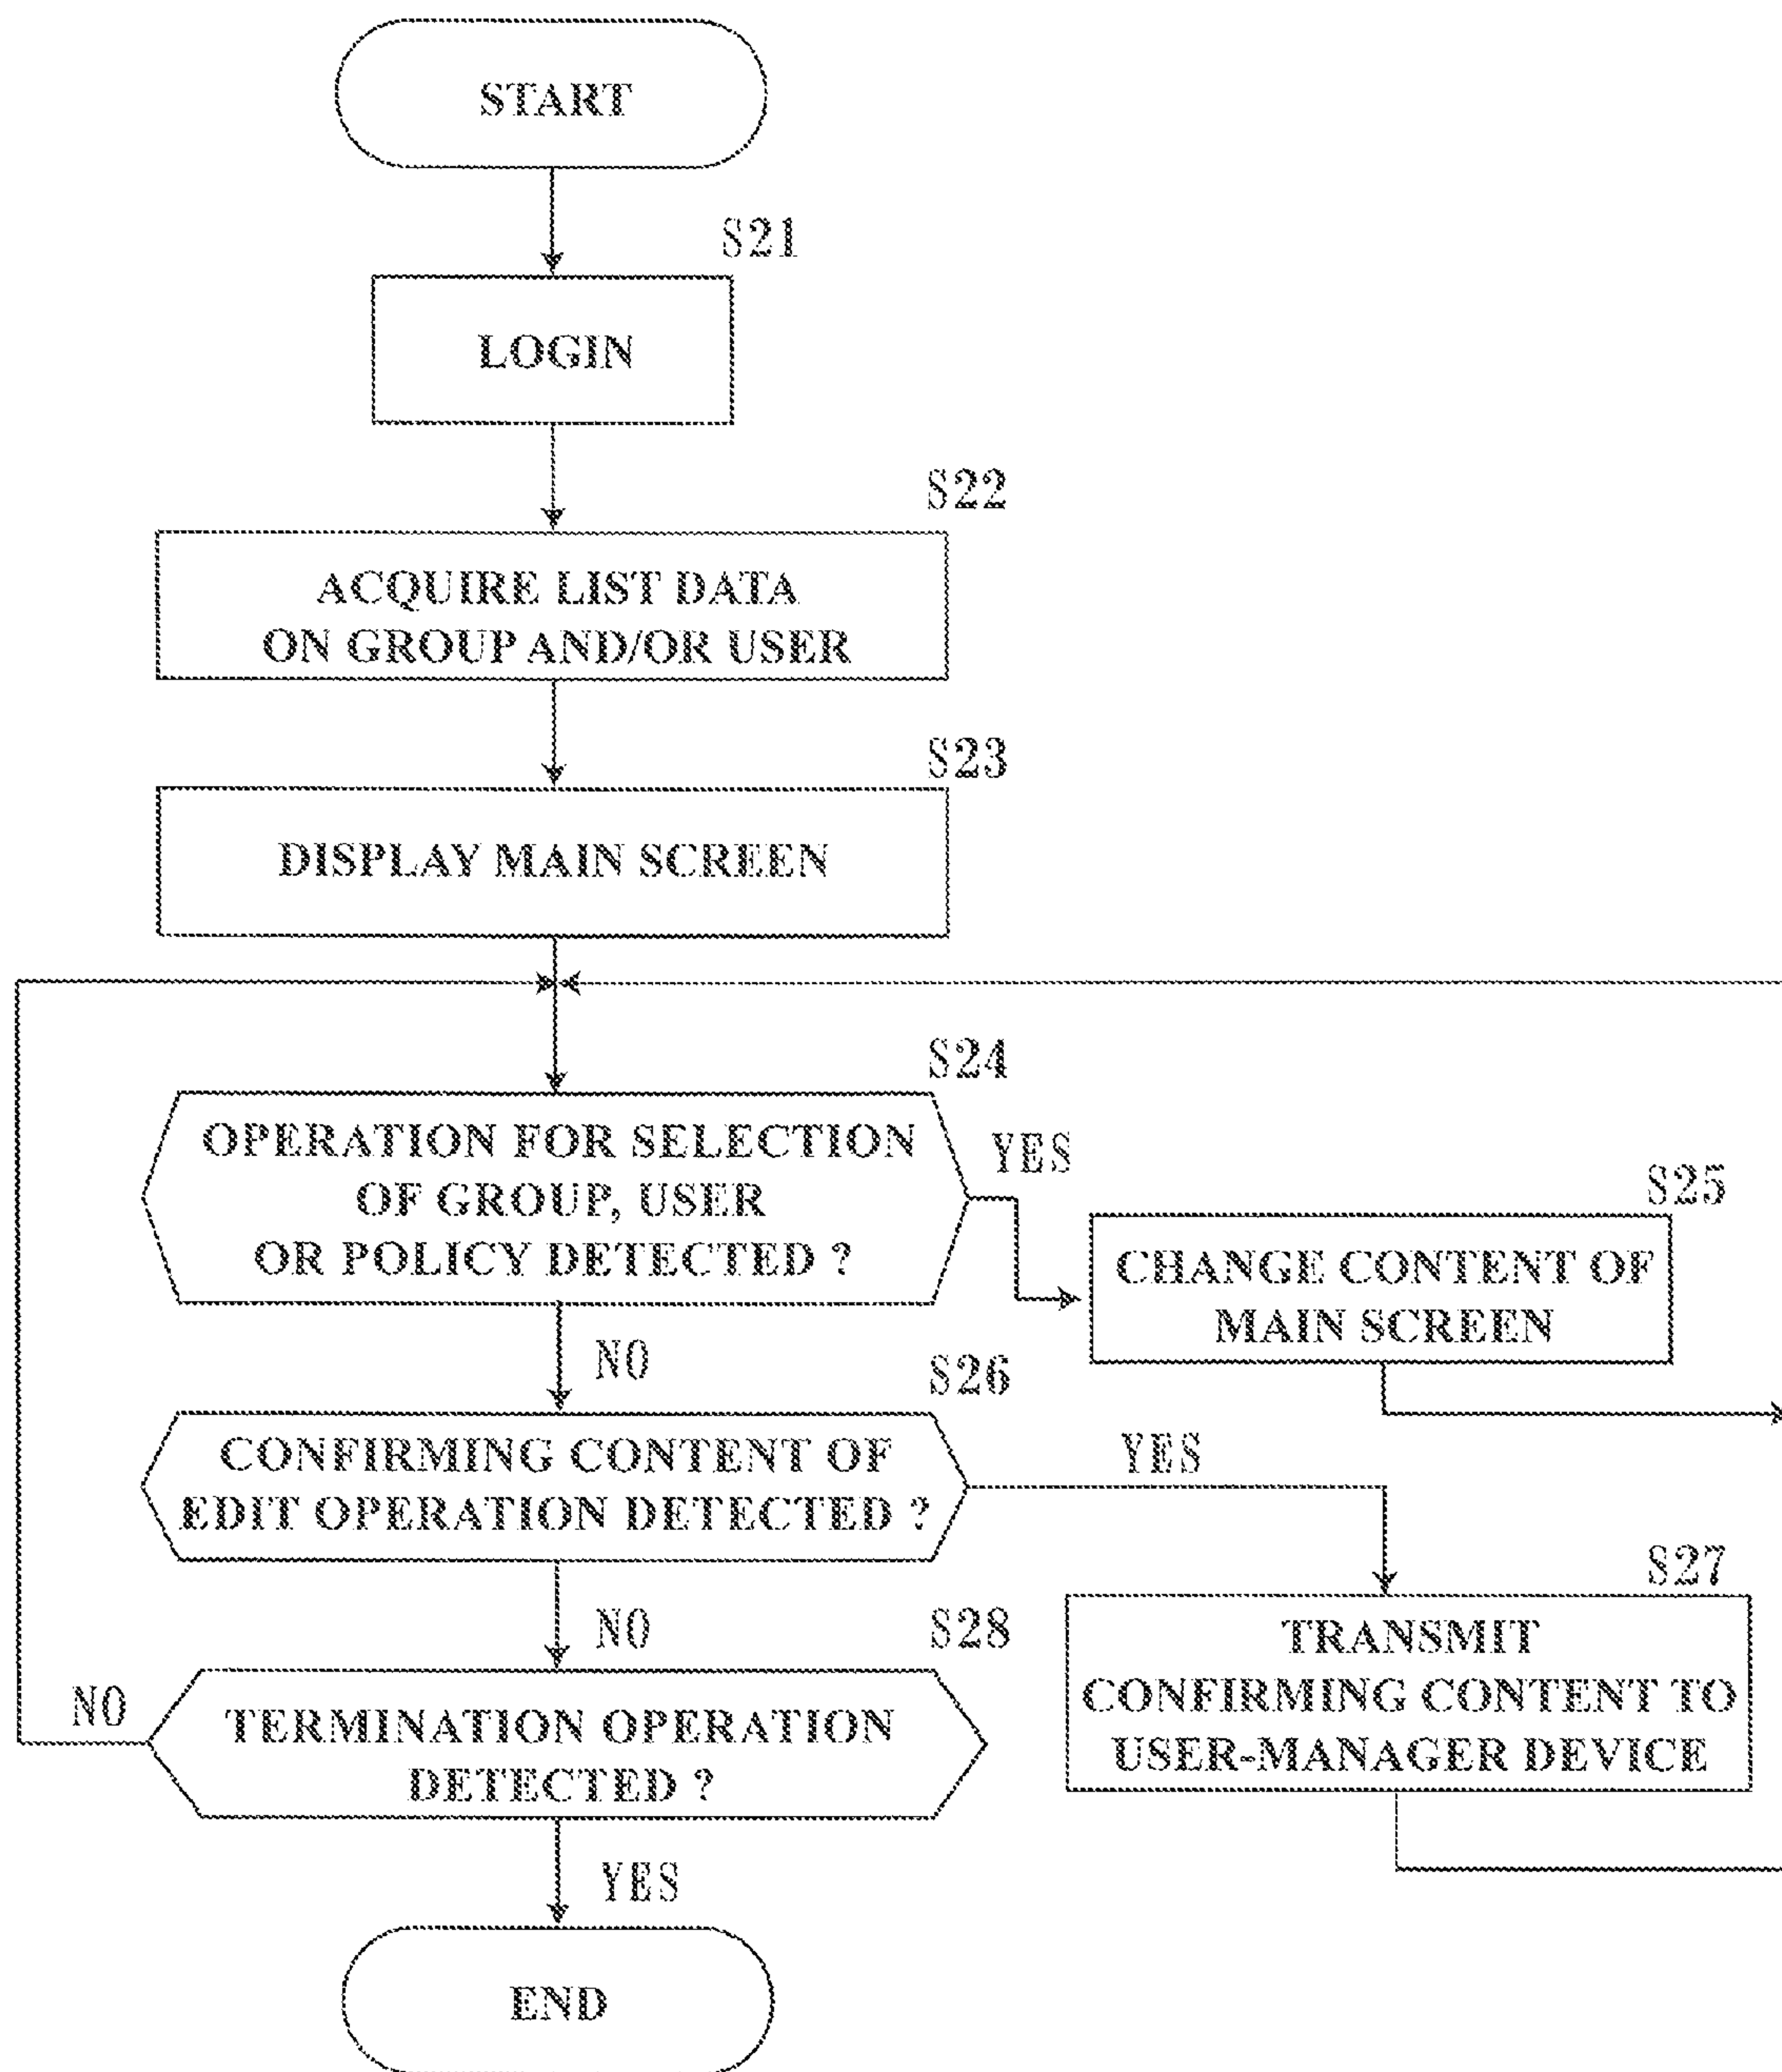 START
S21
LOGIN
S22
ACQUIRE LIST DATA
ON GROUP AND/OR USER
S23
DISPLAY MAIN SCREEN
S24
OPERATION FOR SELECTION
OF GROUP, USER
OR POLICY DETECTED ?
YES
S25
CHANGE CONTENT OF
MAIN SCREEN
NO
S26
CONFIRMING CONTENT OF
EDIT OPERATION DETECTED ?
YES
S27
TRANSMIT
CONFIRMING CONTENT TO
USER-MANAGER DEVICE
NO
S28
TERMINATION OPERATION
DETECTED ?
NO
YES
END